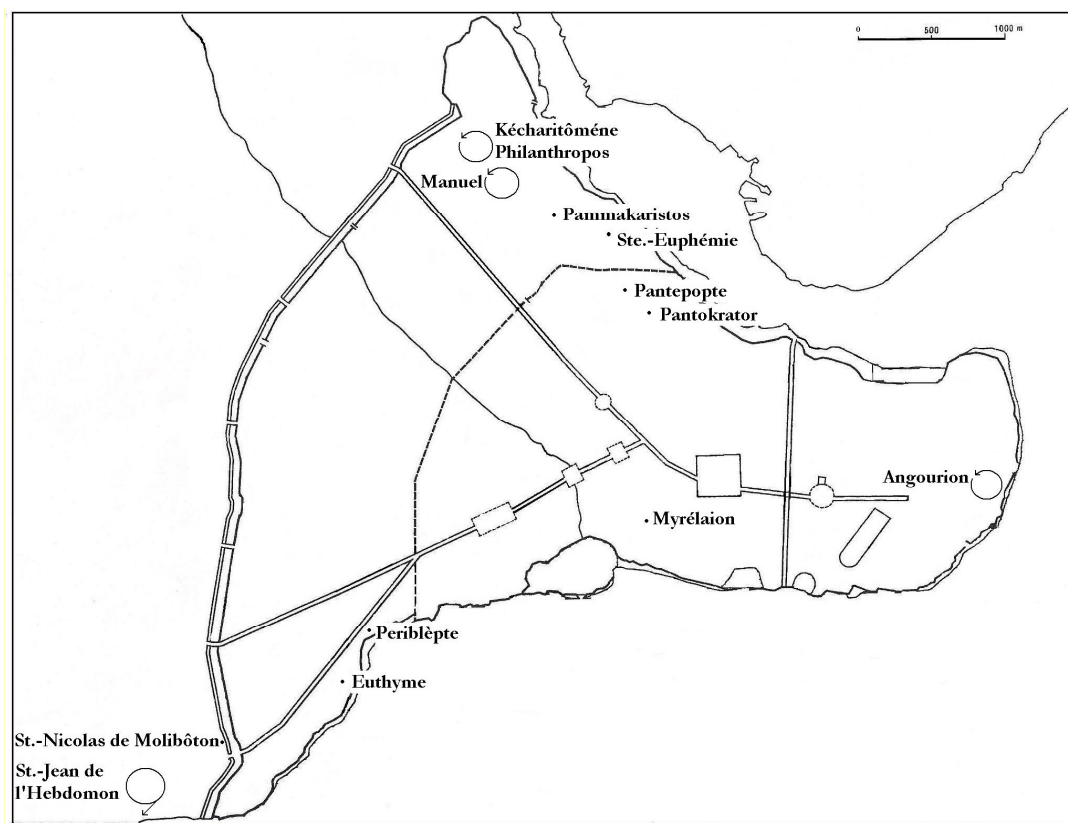 0 500 1000 m
Kécharitômène
Philanthropos
Manuel
Pammakaristos
Ste.-Euphémie
Pantepopte
Pantokrator
Angourion
Myrélaion
Periblèpte
Euthyme
St.-Nicolas de Molibôton
St.-Jean de
l'Hebdomon